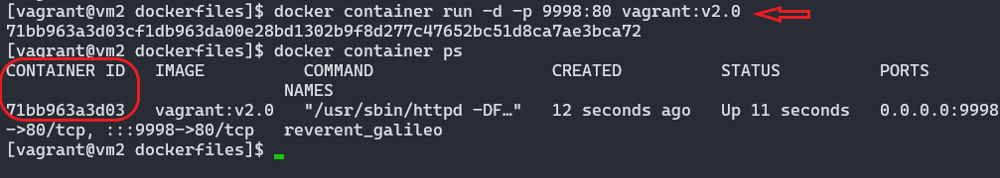 [vagrant@vm2 dockerfiles]$ docker container run -d -p 9998:80 vagrant:v2.0
71bb963a3d03cf1db963da00e28bd1302b9f8d277c47652bc51d8ca7ae3bca72
[vagrant@vm2 dockerfiles]$ docker container ps
CONTAINER ID   IMAGE          COMMAND                  CREATED          STATUS          PORTS
                              NAMES
71bb963a3d03   vagrant:v2.0   "/usr/sbin/httpd -DF…"   12 seconds ago   Up 11 seconds   0.0.0.0:9998
->80/tcp, :::9998->80/tcp   reverent_galileo
[vagrant@vm2 dockerfiles]$